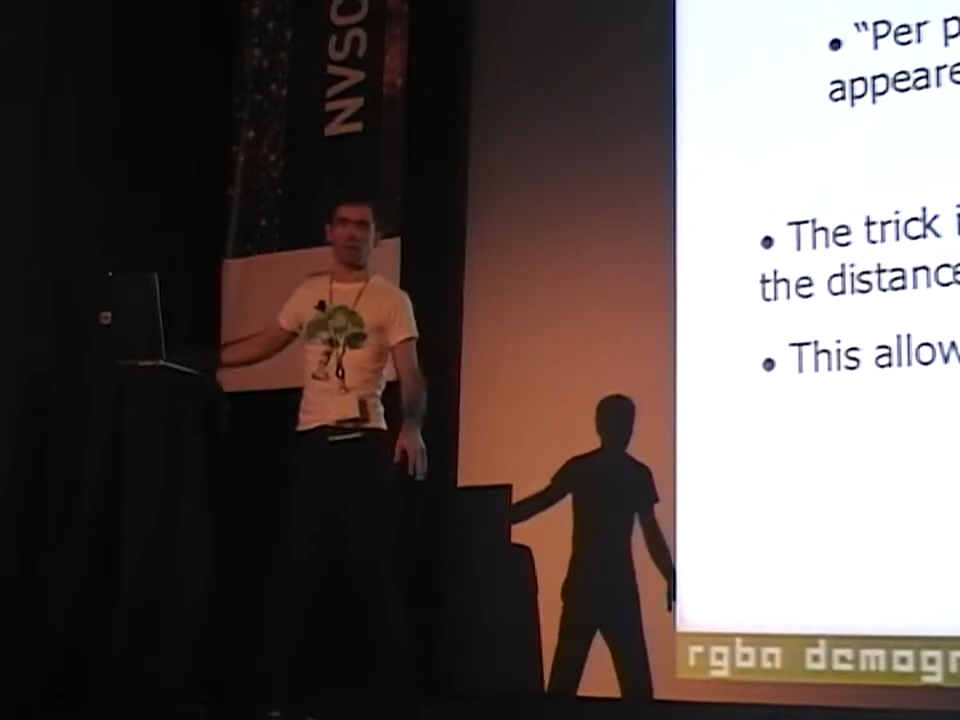 NVSC
• “Per p
appeare
• The trick i
the distance
• This allow
rgba demogr